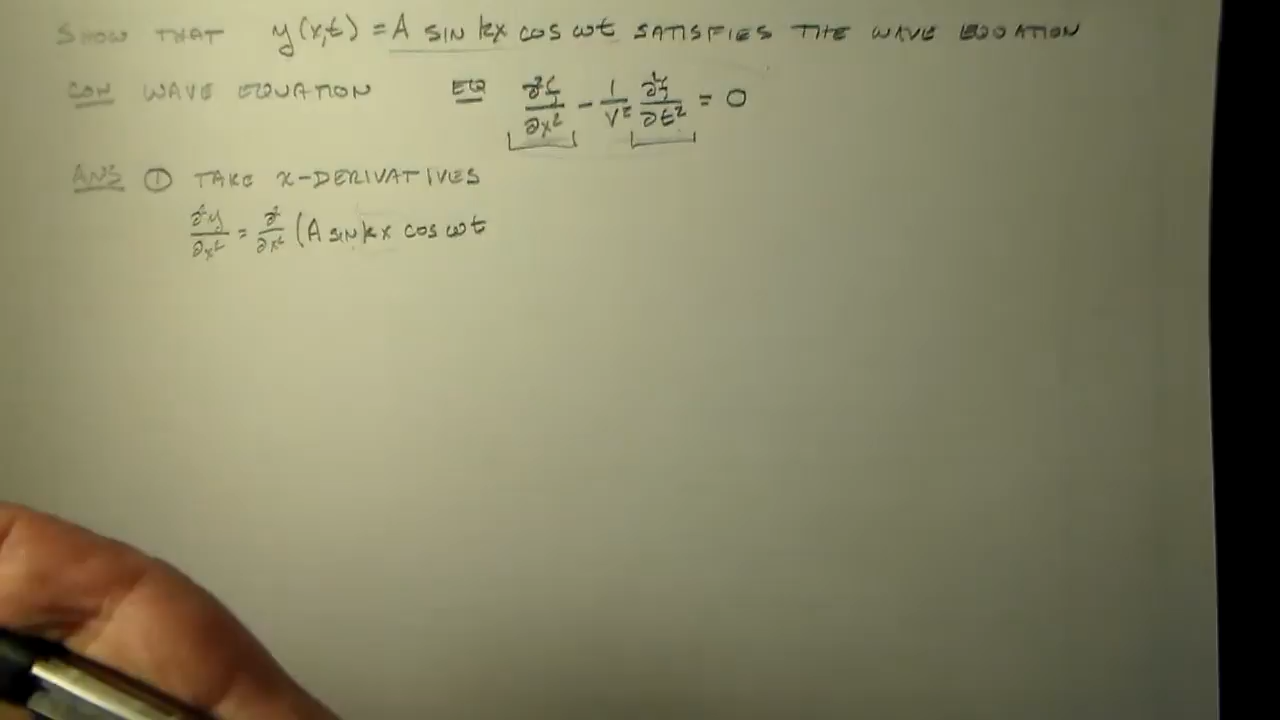 SHOW THAT y(x,t) = A SIN kx COS ωt SATISFIES THE WAVE EQUATION
CON WAVE EQUATION EQ ∂²y/∂x² - 1/V² ∂²y/∂t² = 0
ANS ① TAKE X-DERIVATIVES
∂²y/∂x² = ∂²/∂x² (A SIN kx COS ωt